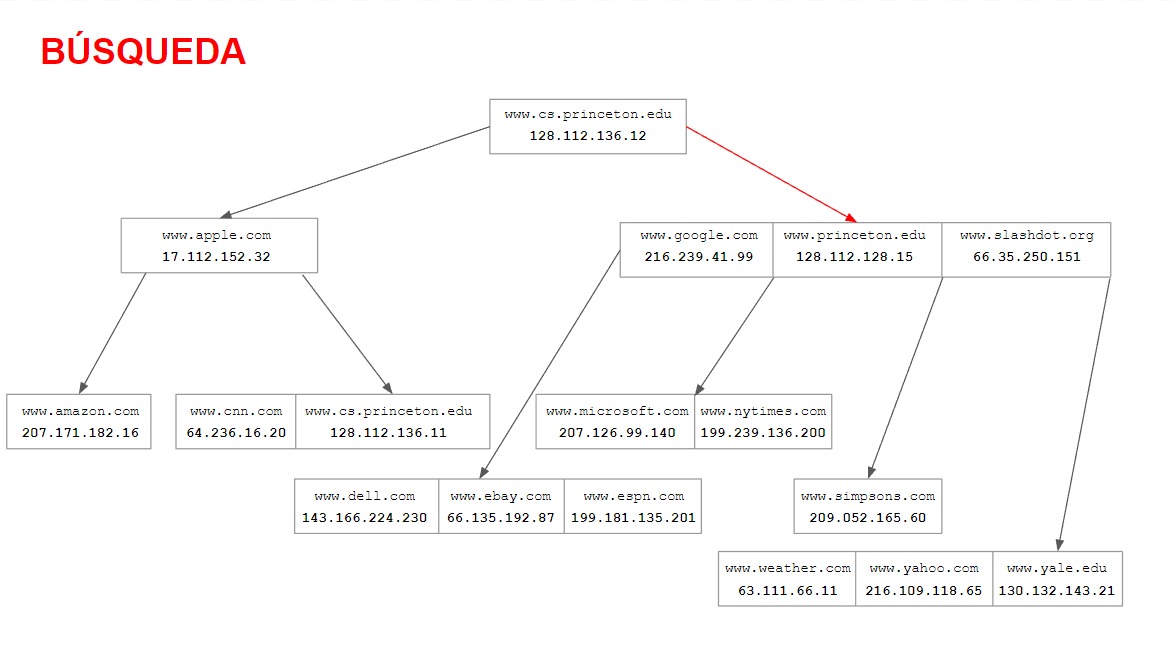 BÚSQUEDA
www.cs.princeton.edu
128.112.136.12
www.apple.com
17.112.152.32
www.google.com
216.239.41.99
www.princeton.edu
128.112.128.15
www.slashdot.org
66.35.250.151
www.amazon.com
207.171.182.16
www.cnn.com
64.236.16.20
www.cs.princeton.edu
128.112.136.11
www.microsoft.com
207.126.99.140
www.nytimes.com
199.239.136.200
www.dell.com
143.166.224.230
www.ebay.com
66.135.192.87
www.espn.com
199.181.135.201
www.simpsons.com
209.052.165.60
www.weather.com
63.111.66.11
www.yahoo.com
216.109.118.65
www.yale.edu
130.132.143.21